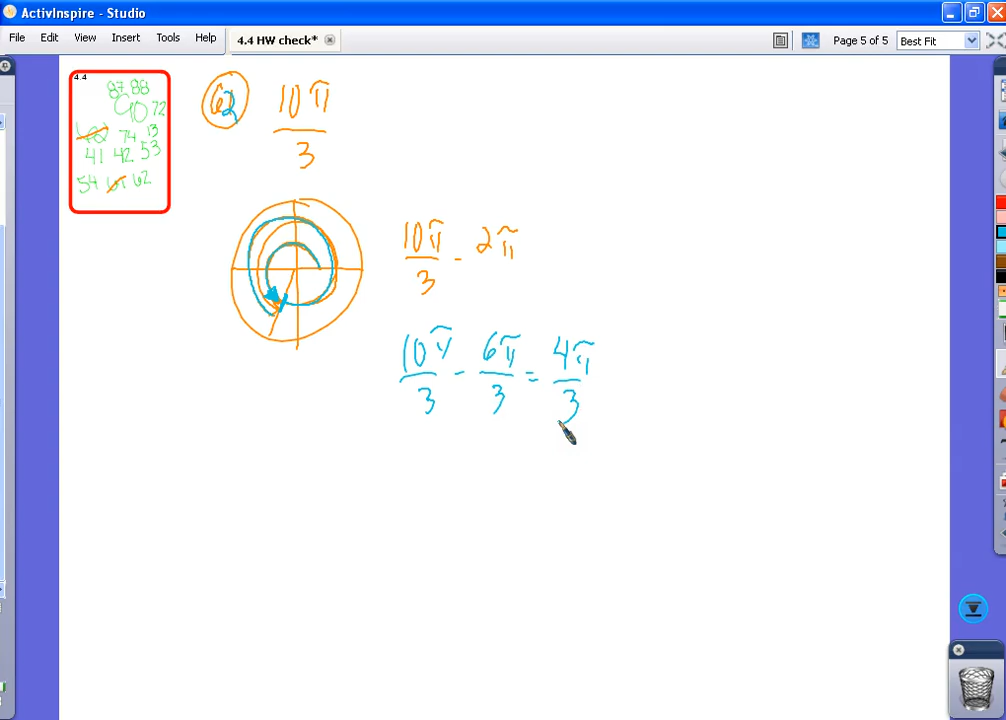 ActivInspire - Studio
File Edit View Insert Tools Help 4.4 HW check* Page 5 of 5 Best Fit
4.4
87 88
90 72
74 13
41 42 53
54 61 62
62 10π/3
10π/3 - 2π
10π/3 - 6π/3 = 4π/3